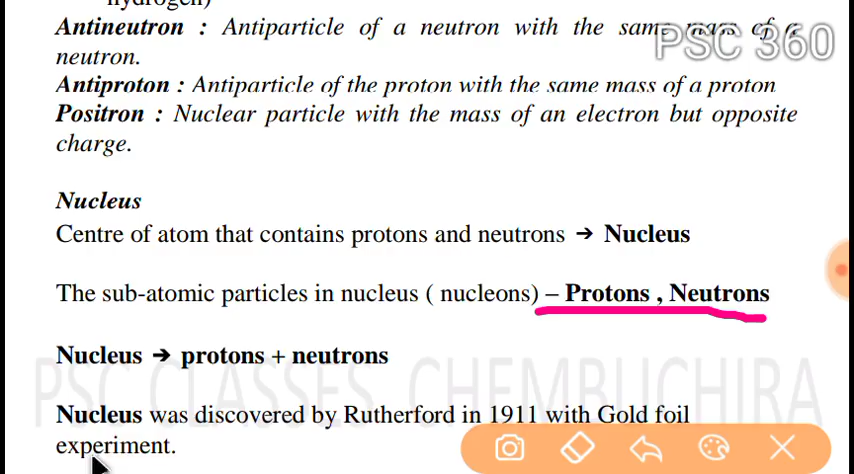 hydrogen)
Antineutron : Antiparticle of a neutron with the same mass of a
neutron.
PSC 360
Antiproton : Antiparticle of the proton with the same mass of a proton
Positron : Nuclear particle with the mass of an electron but opposite
charge.
Nucleus
Centre of atom that contains protons and neutrons ➔ Nucleus
The sub-atomic particles in nucleus ( nucleons) – Protons , Neutrons
Nucleus ➔ protons + neutrons
PSC CLASSES, CHEMBUCHIRA
Nucleus was discovered by Rutherford in 1911 with Gold foil
experiment.